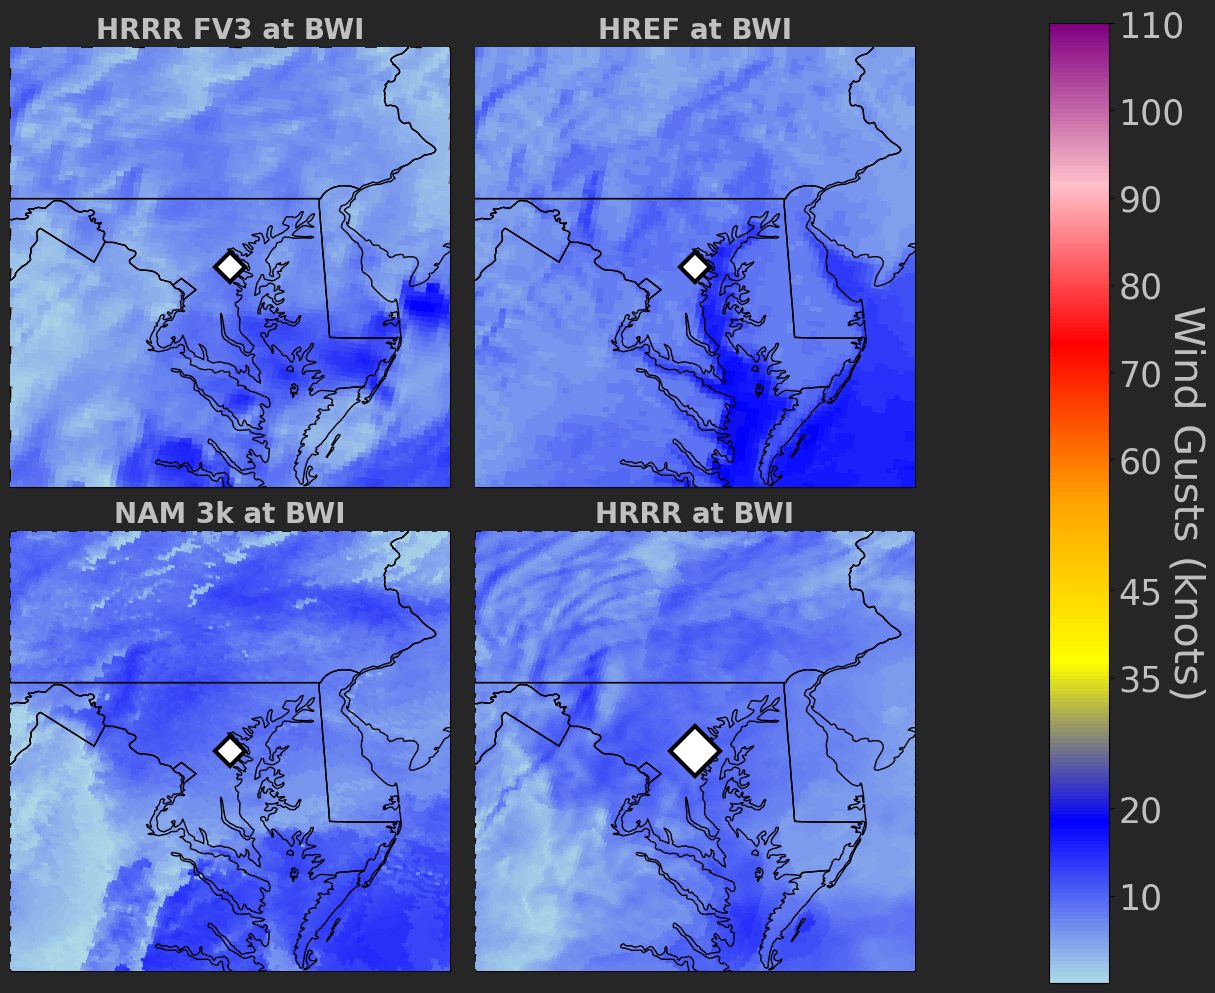 HRRR FV3 at BWI
HREF at BWI
NAM 3k at BWI
HRRR at BWI
110
100
90
80
70
60
45
35
20
10
Wind Gusts (knots)